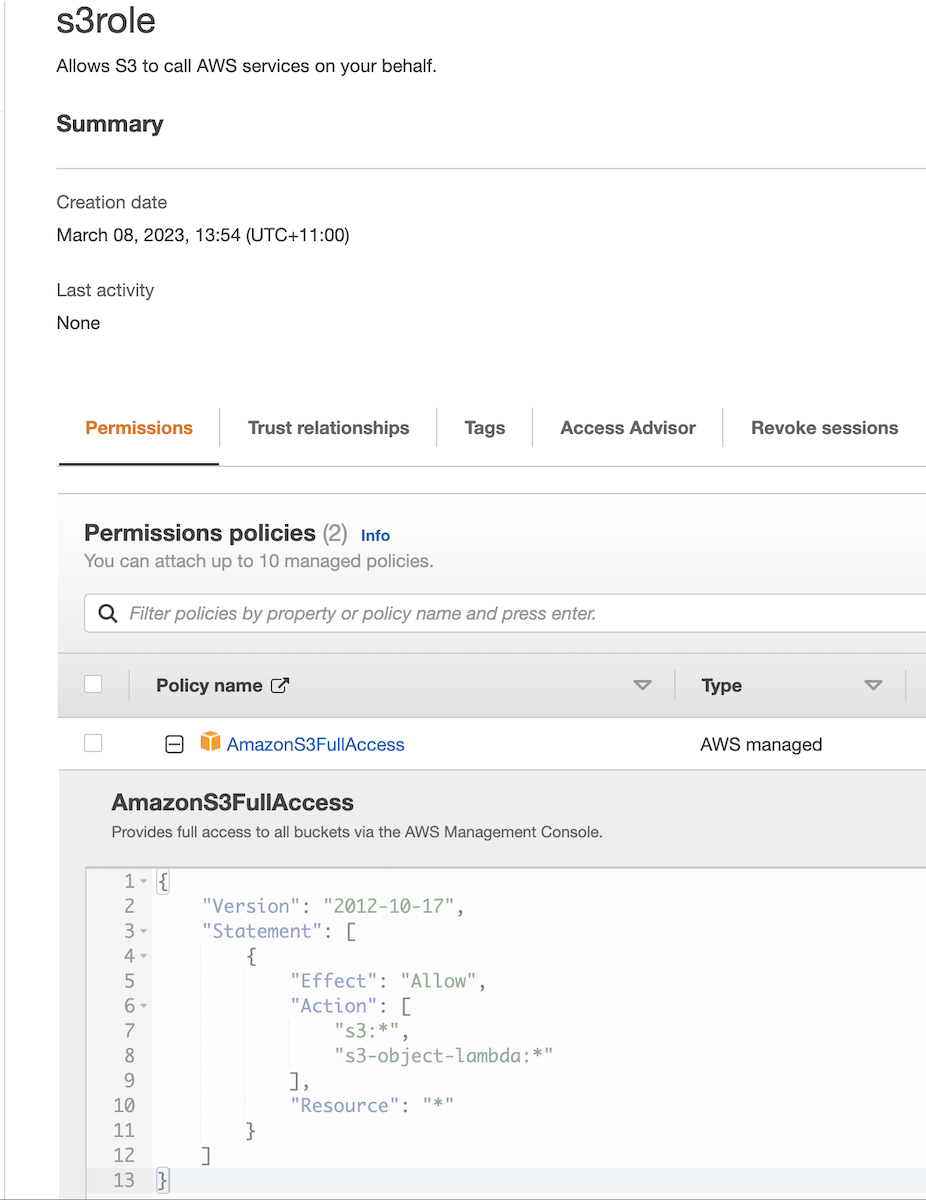 s3role
Allows S3 to call AWS services on your behalf.
Summary
Creation date
March 08, 2023, 13:54 (UTC+11:00)
Last activity
None
Permissions Trust relationships Tags Access Advisor Revoke sessions
Permissions policies (2) Info
You can attach up to 10 managed policies.
Filter policies by property or policy name and press enter.
Policy name Type
AmazonS3FullAccess AWS managed
AmazonS3FullAccess
Provides full access to all buckets via the AWS Management Console.
1 {
2     "Version": "2012-10-17",
3     "Statement": [
4         {
5             "Effect": "Allow",
6             "Action": [
7                 "s3:*",
8                 "s3-object-lambda:*"
9             ],
10             "Resource": "*"
11         }
12     ]
13 }